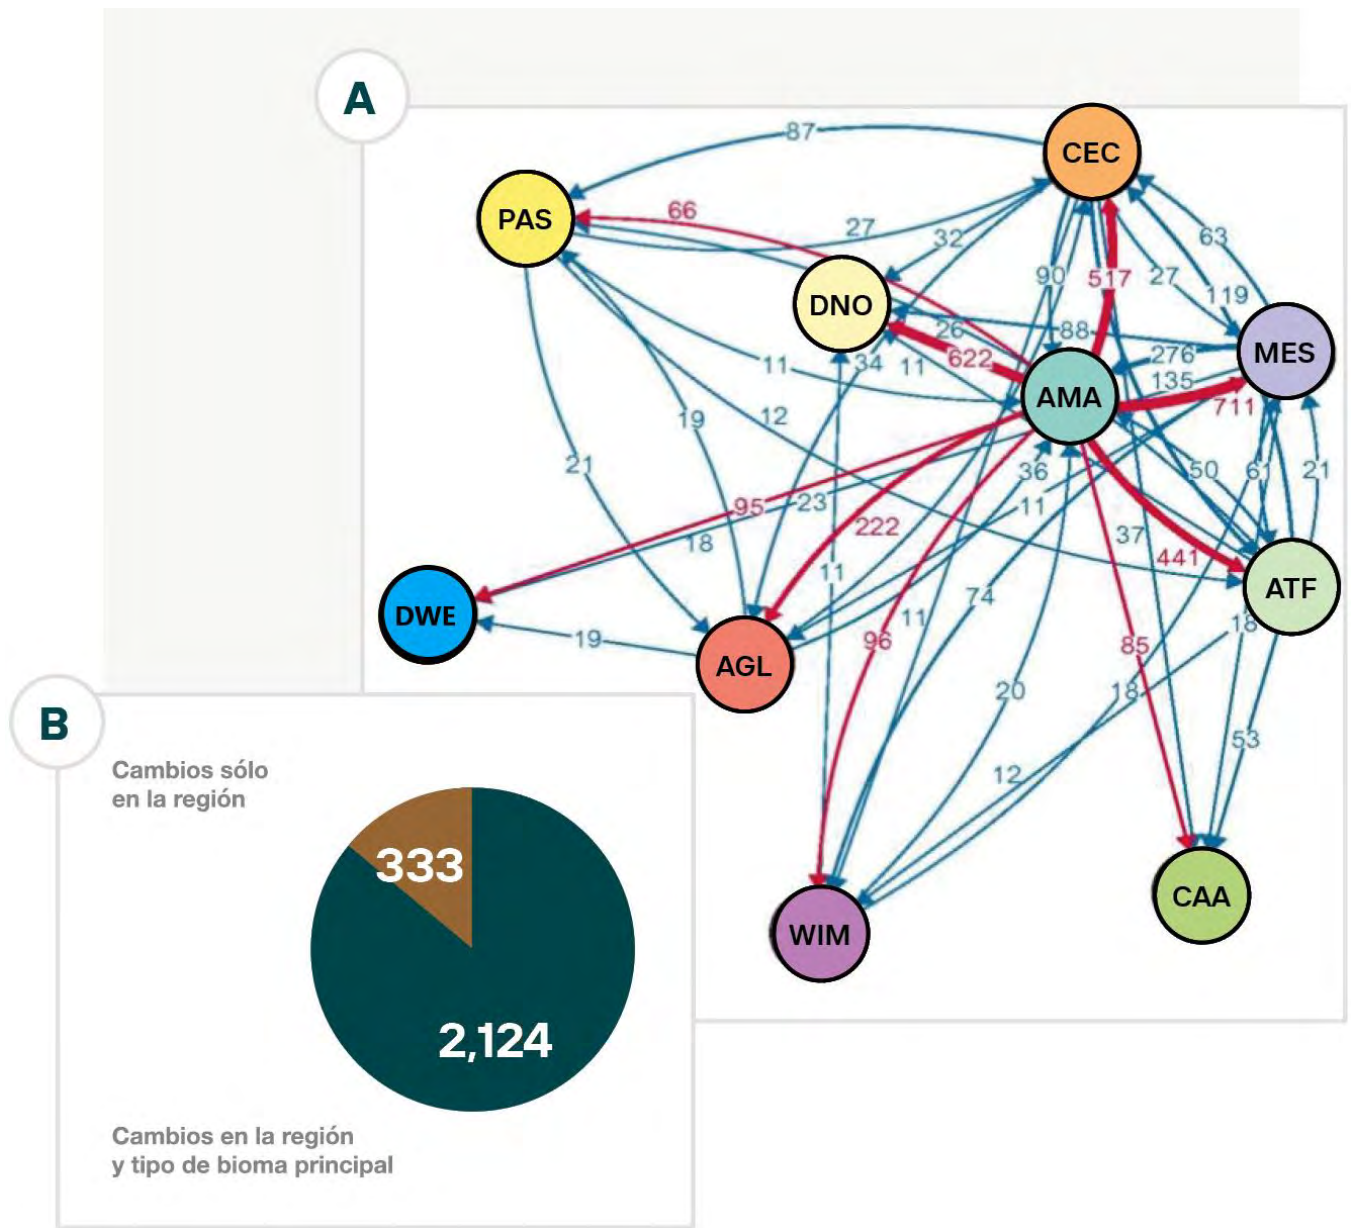 A
87
CEC
PAS
66
27
32
63
90
517
27
119
DNO
26
88
622
34
11
276
MES
135
11
AMA
711
19
12
21
36
50
61
21
95
23
11
222
18
37
441
11
74
ATF
DWE
11
18
19
96
85
AGL
20
18
53
12
WIM
CAA
B
Cambios sólo
en la región
333
2,124
Cambios en la región
y tipo de bioma principal